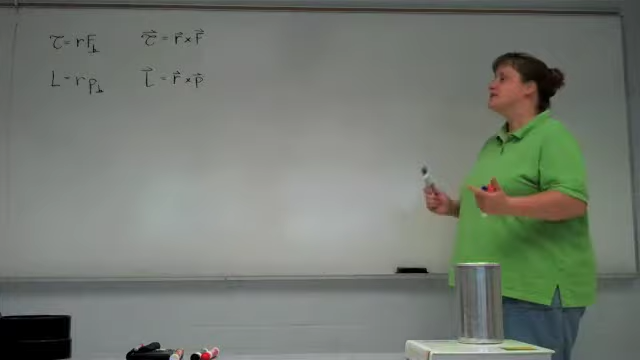 τ = rF⊥ τ⃗ = r⃗ × F⃗
L = rp⊥ L⃗ = r⃗ × p⃗